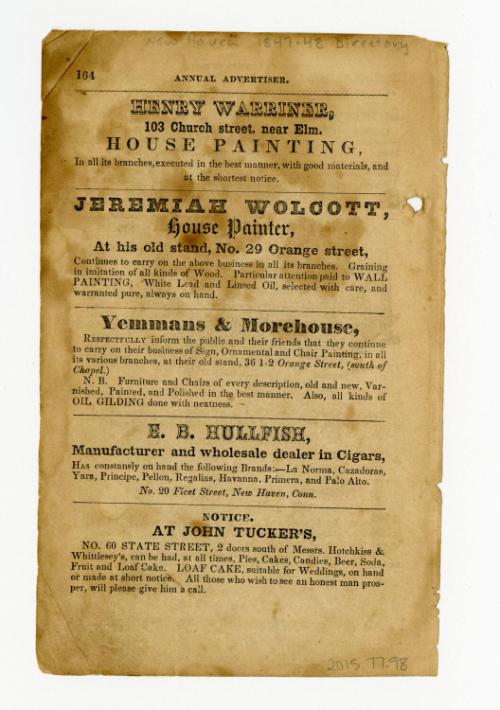 New Haven 1847-48 Directory
164
ANNUAL ADVERTISER.
HENRY WARRINER,
103 Church street, near Elm.
HOUSE PAINTING,
In all its branches, executed in the best manner, with good materials, and
at the shortest notice.
JEREMIAH WOLCOTT,
House Painter,
At his old stand, No. 29 Orange street,
Continues to carry on the above business in all its branches. Graining
in imitation of all kinds of Wood. Particular attention paid to WALL
PAINTING. White Lead and Linsed Oil, selected with care, and
warranted pure, always on hand.
Yemmans & Morehouse,
RESPECTFULLY inform the public and their friends that they continue
to carry on their business of Sign, Ornamental and Chair Painting, in all
its various branches, at their old stand, 36 1-2 Orange Street, (south of
Chapel.)
N. B. Furniture and Chairs of every description, old and new, Var-
nished, Painted, and Polished in the best manner. Also, all kinds of
OIL GILDING done with neatness.
E. B. HULLFISH,
Manufacturer and wholesale dealer in Cigars,
HAS constansly on hand the following Brands:—La Norma, Cazadoras,
Yara, Principe, Pellon, Regalias, Havanna, Primera, and Palo Alto.
No. 20 Fleet Street, New Haven, Conn.
NOTICE.
AT JOHN TUCKER'S,
NO. 60 STATE STREET, 2 doors south of Messrs. Hotchkiss &
Whittlesey's, can be had, at all times, Pies, Cakes, Candies, Beer, Soda,
Fruit and Loaf Cake. LOAF CAKE, suitable for Weddings, on hand
or made at short notice. All those who wish to see an honest man pros-
per, will please give him a call.
2015.77.98